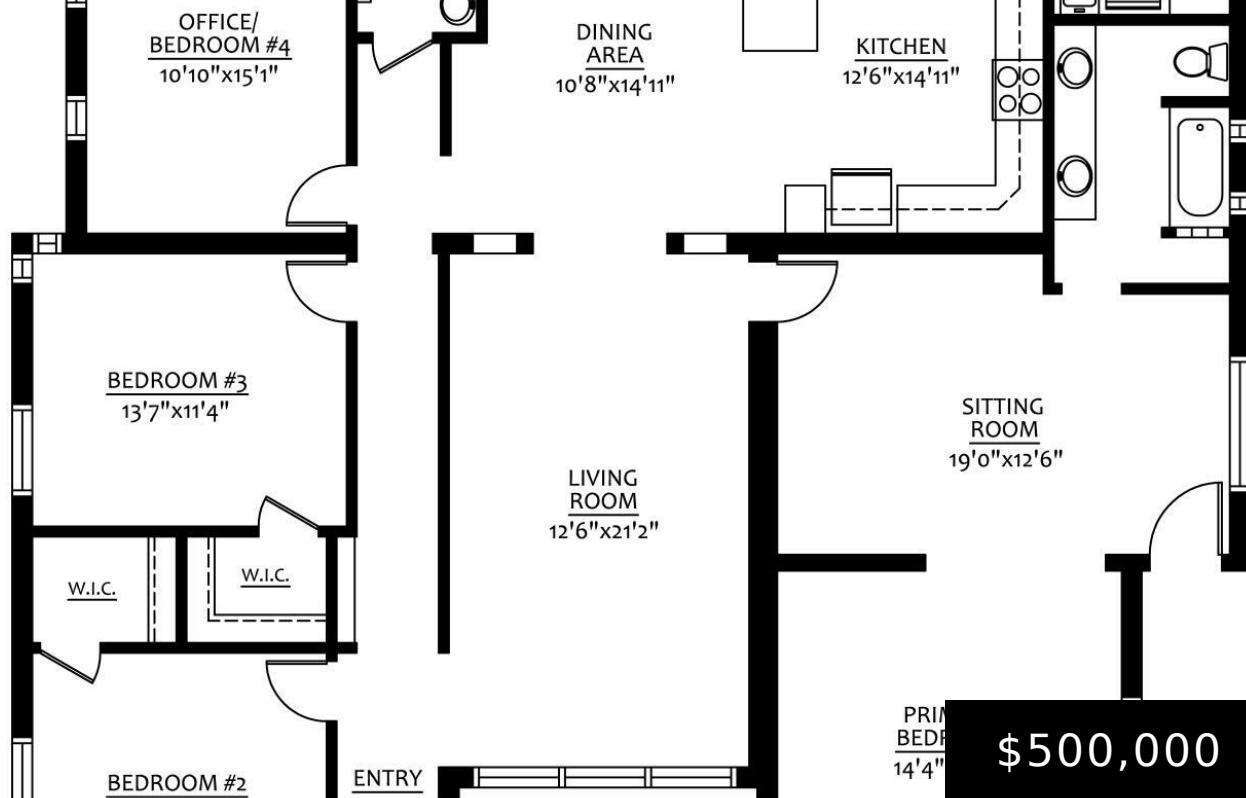 OFFICE/
BEDROOM #4
10'10"x15'1"
DINING
AREA
10'8"x14'11"
KITCHEN
12'6"x14'11"
BEDROOM #3
13'7"x11'4"
SITTING
ROOM
19'0"x12'6"
LIVING
ROOM
12'6"x21'2"
W.I.C.
W.I.C.
14'4"
BEDROOM #2
ENTRY
$500,000